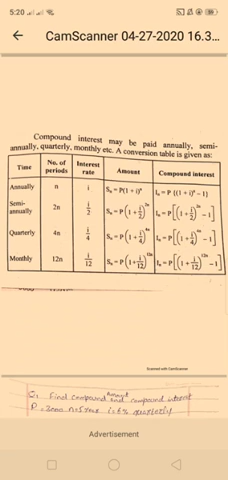 5:20
CamScanner 04-27-2020 16.3...
Compound interest may be paid annually, semi-
annually, quarterly, monthly etc. A conversion table is given as:
Time No. of periods Interest rate Amount Compound interest
Annually n i Sₙ = P(1 + i)ⁿ Iₙ = P {(1 + i)ⁿ − 1}
Semi-annually 2n i/2 Sₙ = P(1 + i/2)²ⁿ Iₙ = P[(1 + i/2)²ⁿ − 1]
Quarterly 4n i/4 Sₙ = P(1 + i/4)⁴ⁿ Iₙ = P[(1 + i/4)⁴ⁿ − 1]
Monthly 12n i/12 Sₙ = P(1 + i/12)¹²ⁿ Iₙ = P[(1 + i/12)¹²ⁿ − 1]
Scanned with CamScanner
Find compound and compound interest
n=5 i=6% quarterly
Advertisement